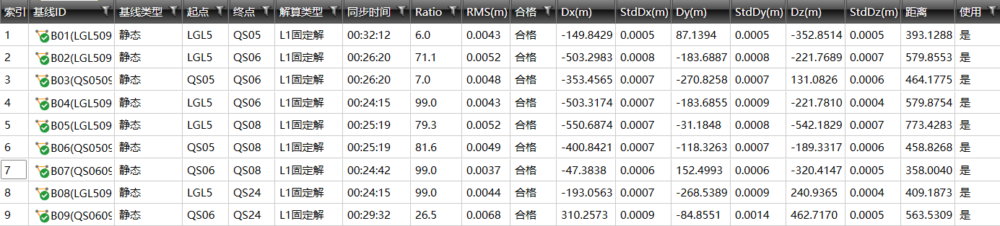 索引 基线ID 基线类型 起点 终点 解算类型 同步时间 Ratio RMS(m) 合格 Dx(m) StdDx(m) Dy(m) StdDy(m) Dz(m) StdDz(m) 距离 使用
1 B01(LGL509 静态 LGL5 QS05 L1固定解 00:32:12 6.0 0.0043 合格 -149.8429 0.0005 87.1394 0.0005 -352.8514 0.0005 393.1288 是
2 B02(LGL509 静态 LGL5 QS06 L1固定解 00:26:20 71.1 0.0052 合格 -503.2983 0.0008 -183.6887 0.0008 -221.7689 0.0007 579.8553 是
3 B03(QS0509 静态 QS05 QS06 L1固定解 00:26:20 7.0 0.0048 合格 -353.4565 0.0007 -270.8258 0.0007 131.0826 0.0006 464.1775 是
4 B04(LGL509 静态 LGL5 QS06 L1固定解 00:24:15 99.0 0.0043 合格 -503.3174 0.0007 -183.6855 0.0009 -221.7810 0.0004 579.8754 是
5 B05(LGL509 静态 LGL5 QS08 L1固定解 00:25:19 79.3 0.0052 合格 -550.6874 0.0007 -31.1848 0.0008 -542.1829 0.0007 773.4283 是
6 B06(QS0509 静态 QS05 QS08 L1固定解 00:25:19 81.6 0.0049 合格 -400.8421 0.0007 -118.3263 0.0007 -189.3317 0.0006 458.8268 是
7 B07(QS0609 静态 QS06 QS08 L1固定解 00:24:42 99.0 0.0037 合格 -47.3838 0.0006 152.4993 0.0006 -320.4147 0.0005 358.0040 是
8 B08(LGL509 静态 LGL5 QS24 L1固定解 00:24:15 99.0 0.0044 合格 -193.0563 0.0007 -268.5389 0.0009 240.9365 0.0004 409.1873 是
9 B09(QS0609 静态 QS06 QS24 L1固定解 00:29:32 26.5 0.0068 合格 310.2573 0.0009 -84.8551 0.0014 462.7170 0.0005 563.5309 是